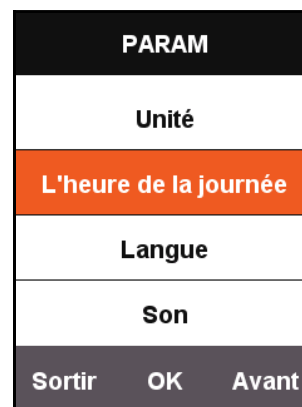 PARAM
Unité
L'heure de la journée
Langue
Son
Sortir OK Avant